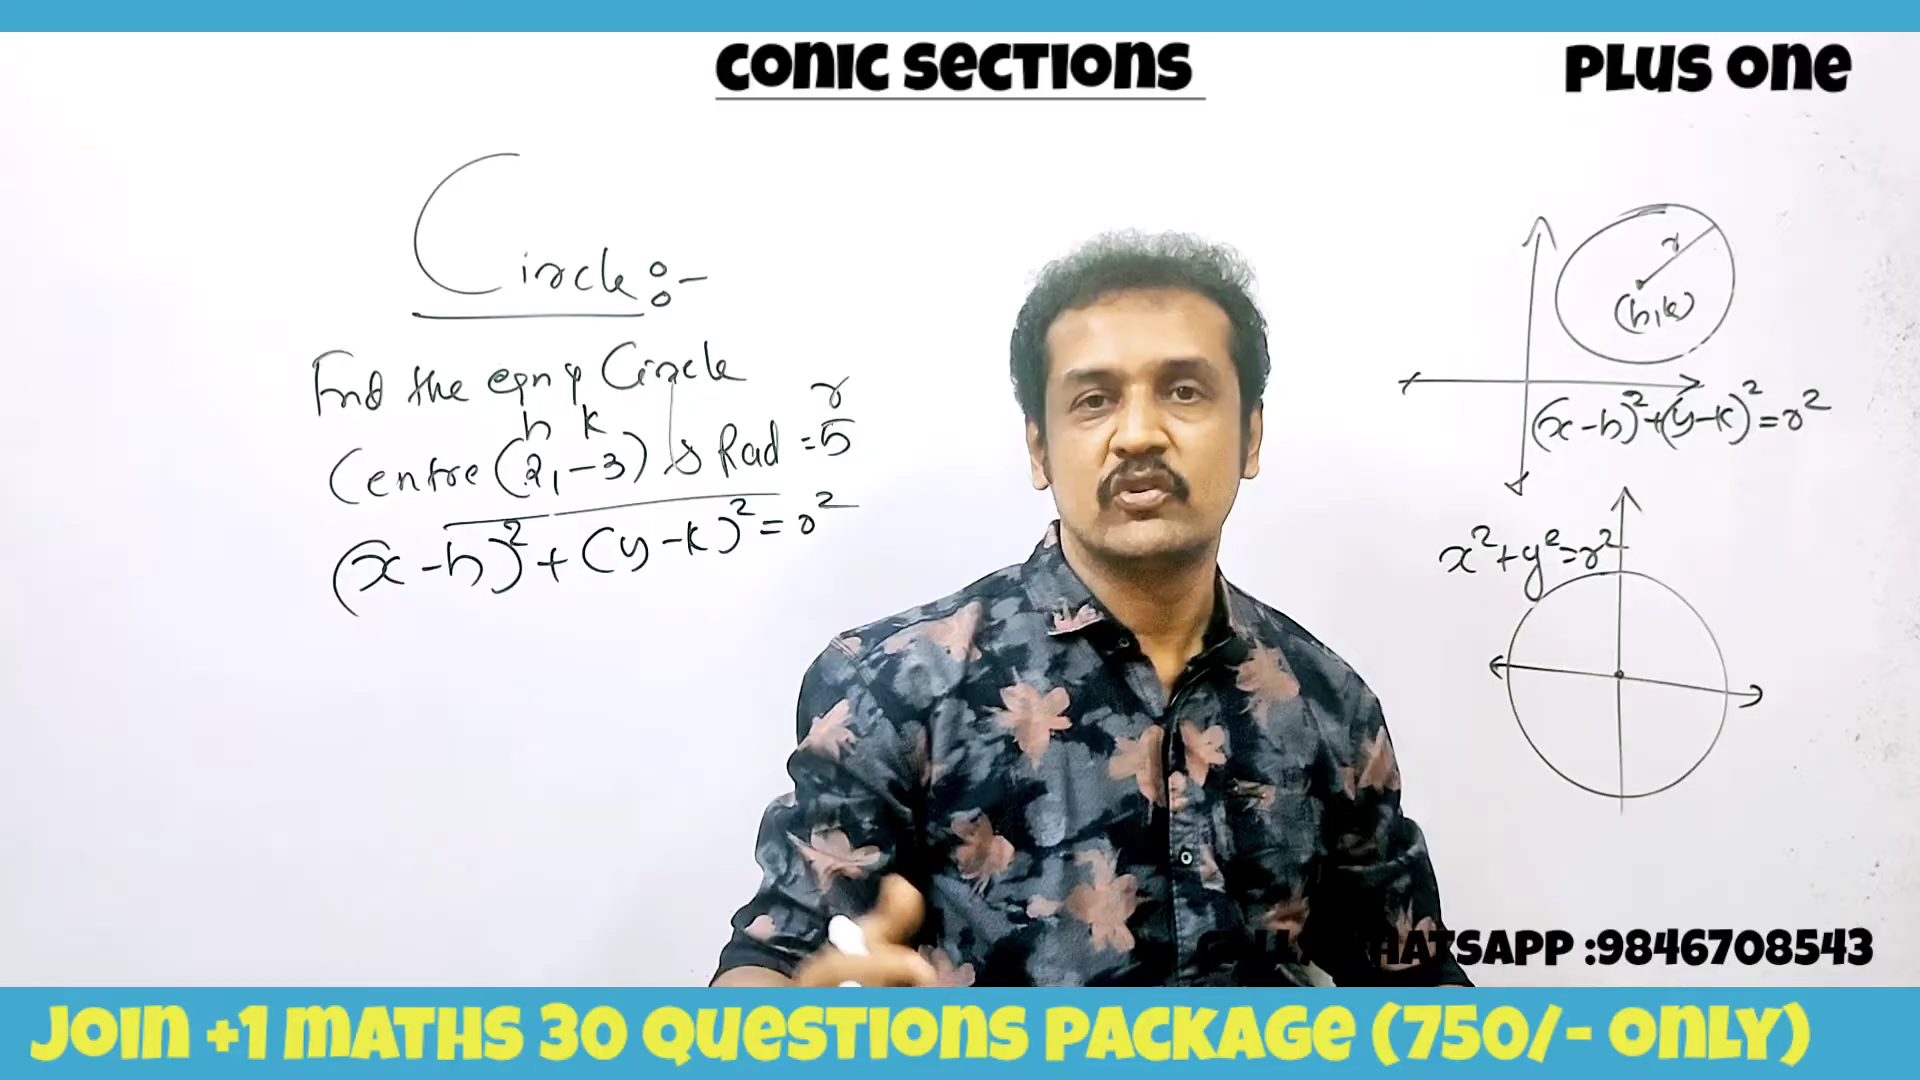 CONIC SECTIONS
PLUS ONE
Circle:-
Find the eqn of Circle
h k r
Centre (2, -3) & Rad = 5
(x-h)²+(y-k)²=r²
r
(h,k)
(x-h)²+(y-k)²=r²
x²+y²=r²
WHATSAPP :9846708543
JOIN +1 MATHS 30 QUESTIONS PACKAGE (750/- ONLY)